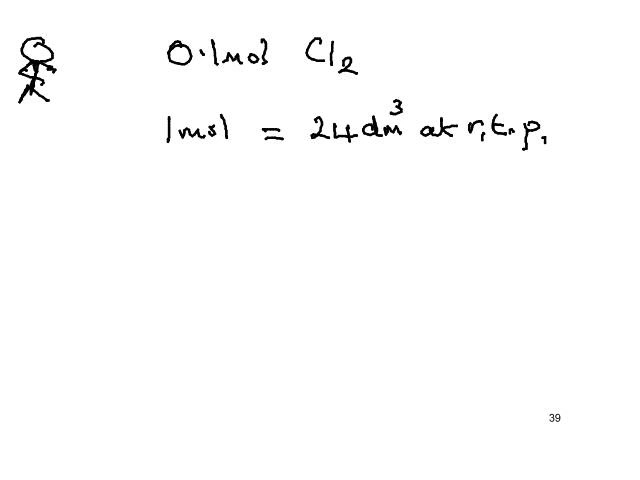 0.1mol Cl2
1mol = 24dm³ at r.t.p.
39